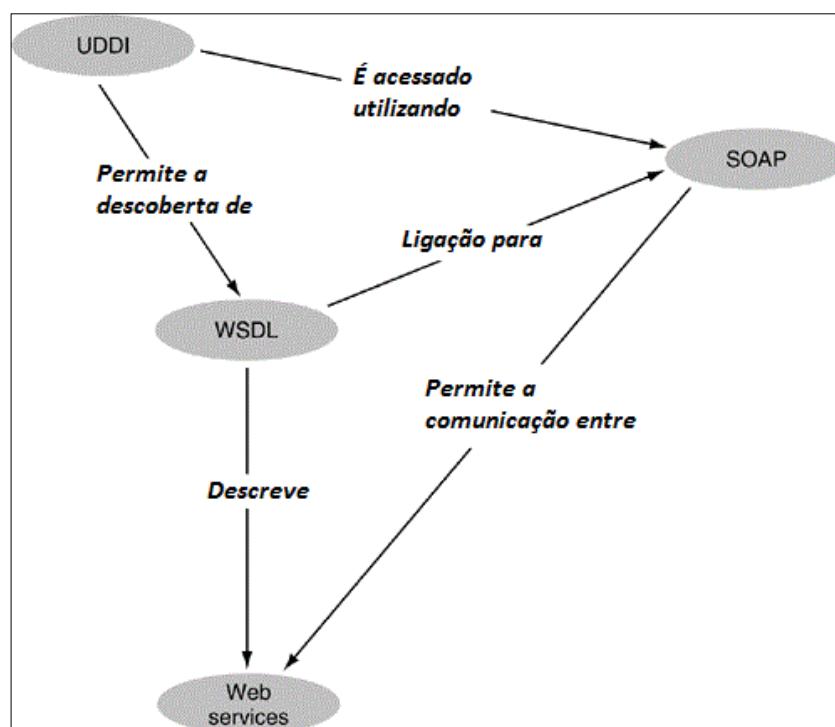 UDDI
É acessado
utilizando
SOAP
Permite a
descoberta de
Ligação para
WSDL
Permite a
comunicação entre
Descreve
Web
services